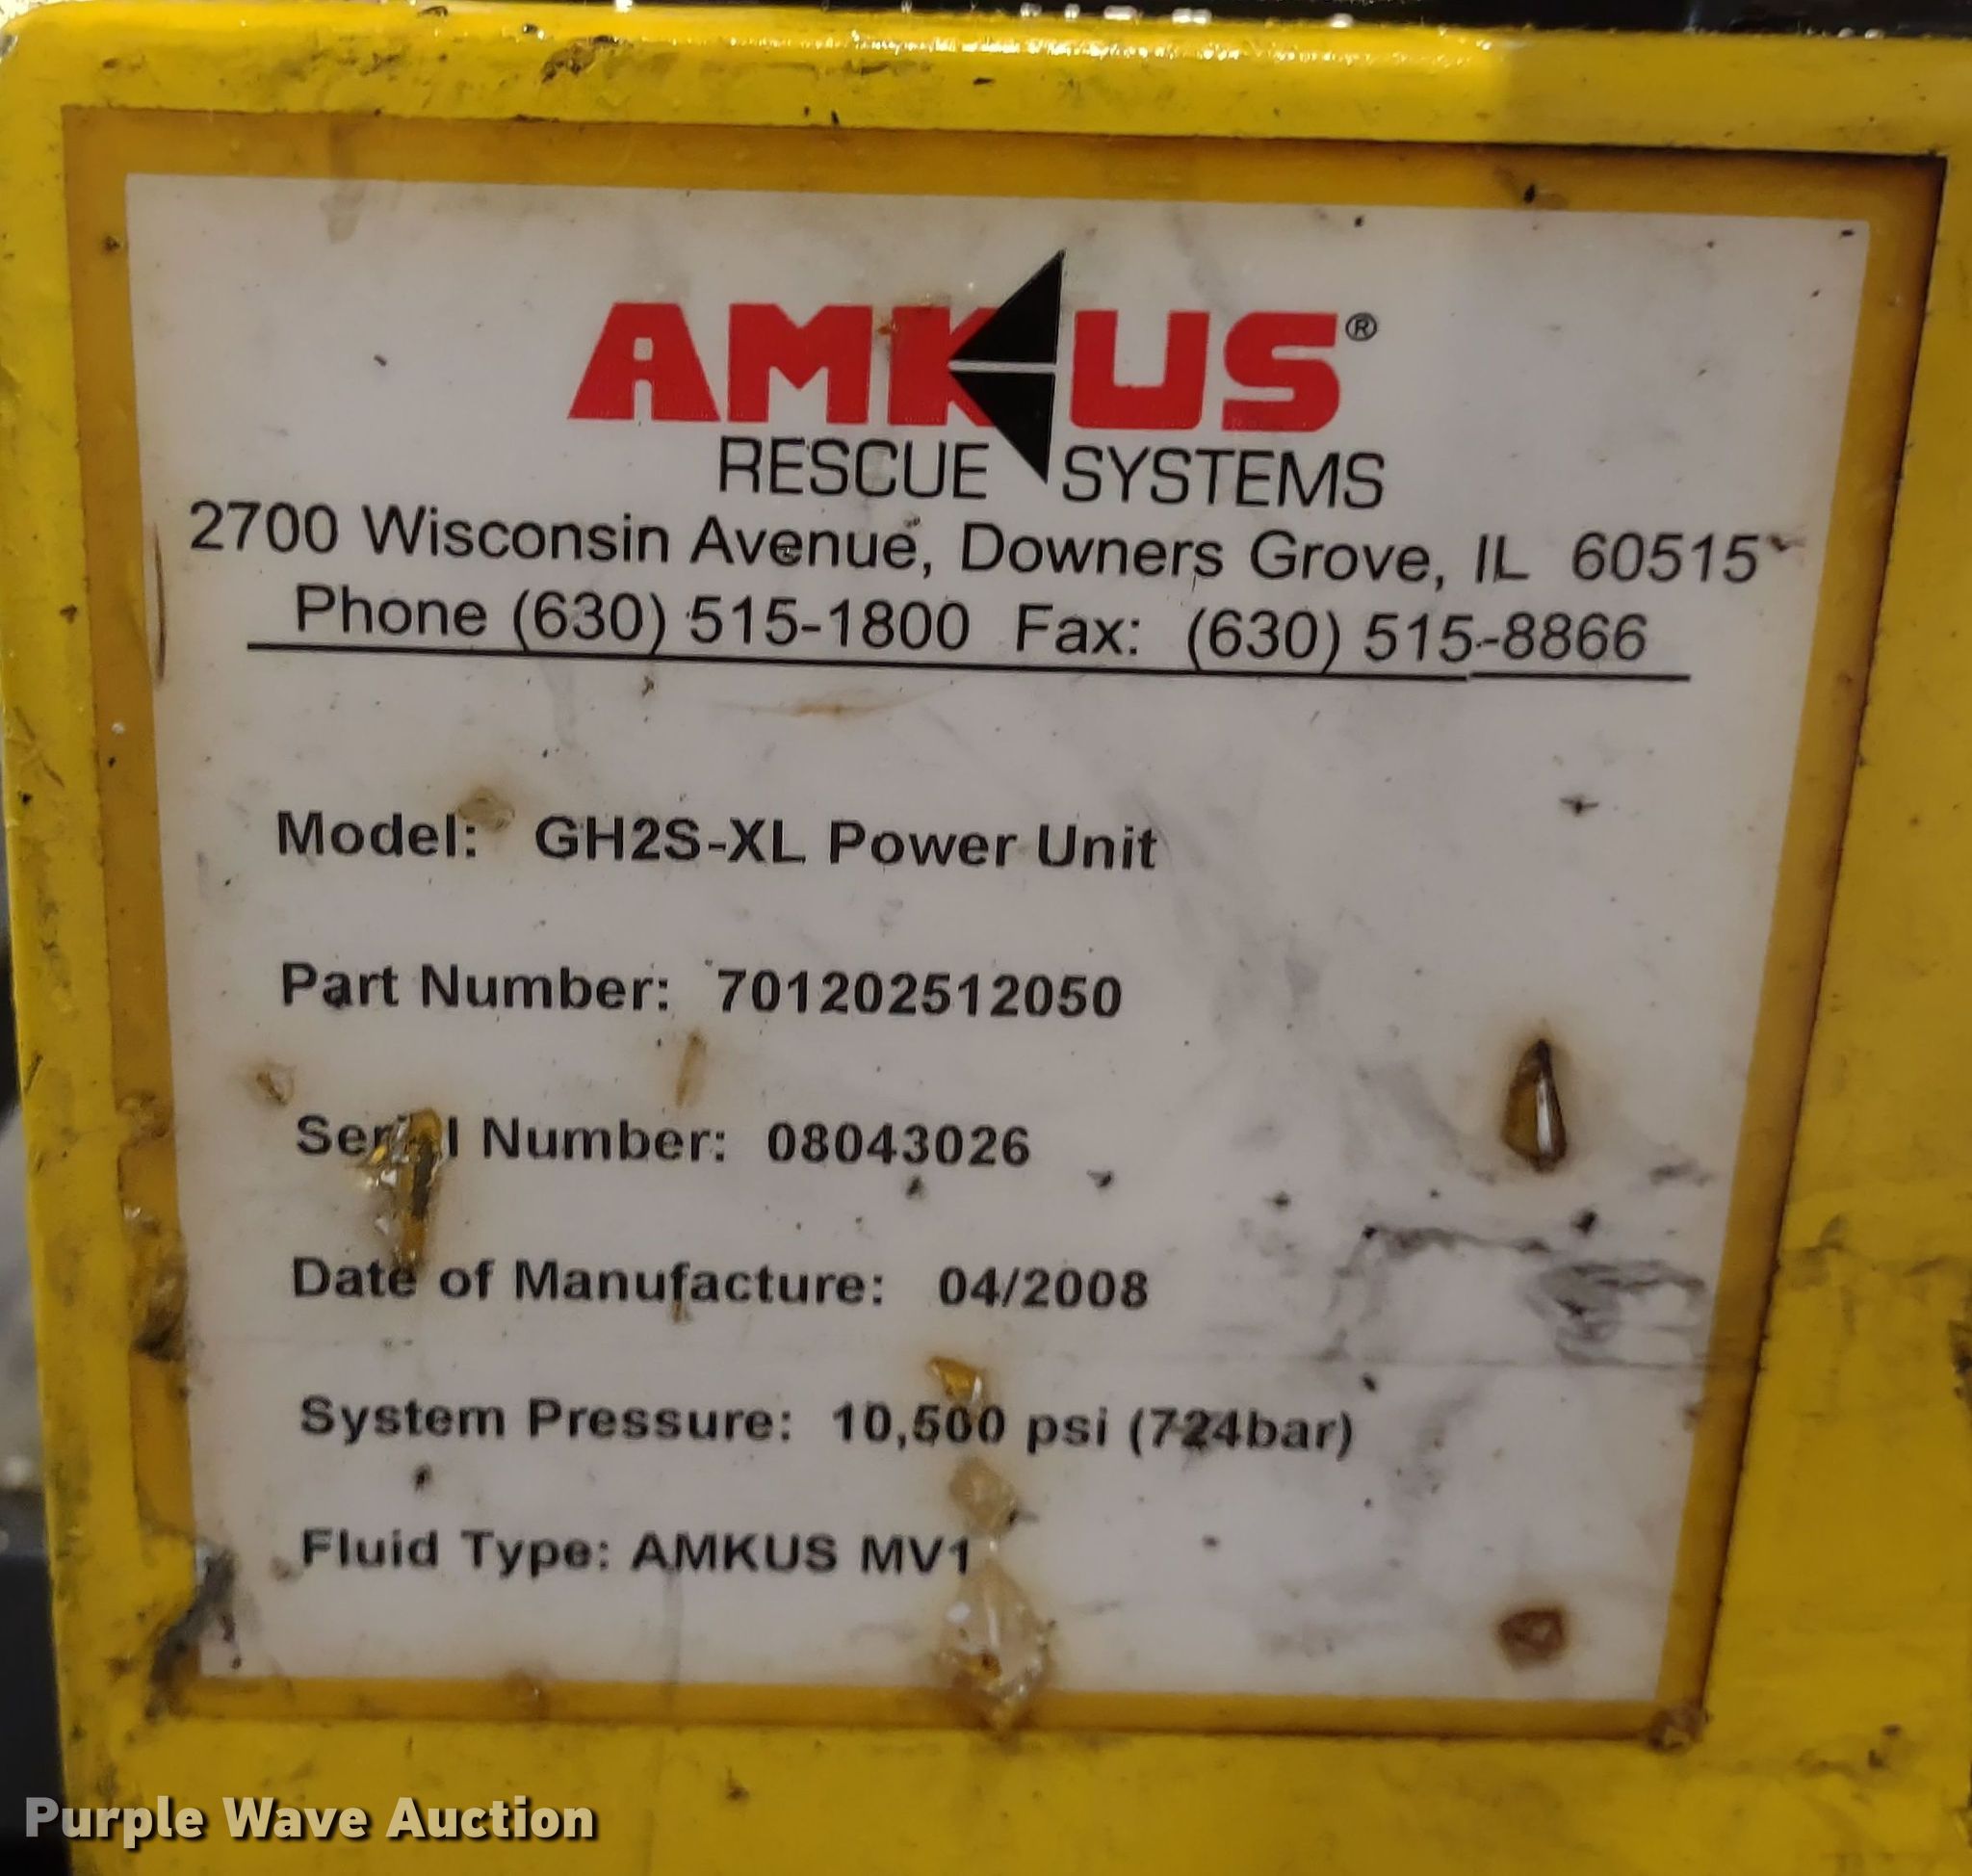 AMKUS®
RESCUE SYSTEMS
2700 Wisconsin Avenue, Downers Grove, IL 60515
Phone (630) 515-1800 Fax: (630) 515-8866
Model: GH2S-XL Power Unit
Part Number: 701202512050
Serial Number: 08043026
Date of Manufacture: 04/2008
System Pressure: 10,500 psi (724bar)
Fluid Type: AMKUS MV1
Purple Wave Auction